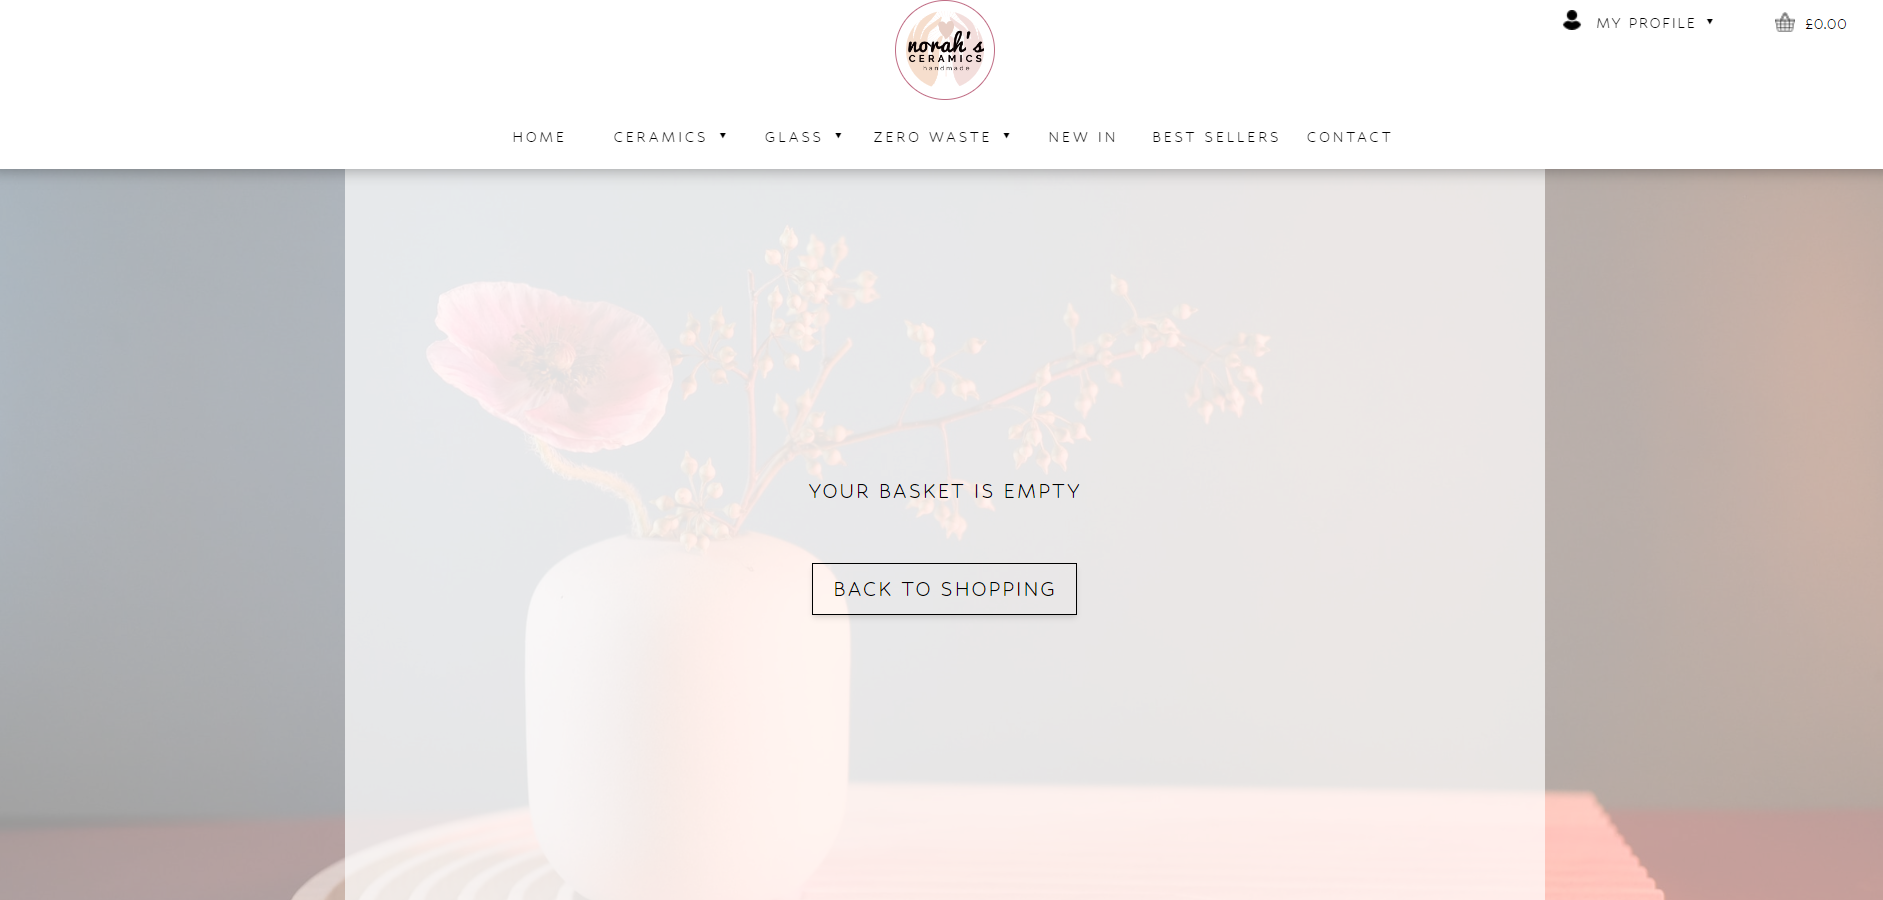 norah's
CERAMICS
handmade
MY PROFILE ▼
£0.00
HOME
CERAMICS ▼
GLASS ▼
ZERO WASTE ▼
NEW IN
BEST SELLERS
CONTACT
YOUR BASKET IS EMPTY
BACK TO SHOPPING